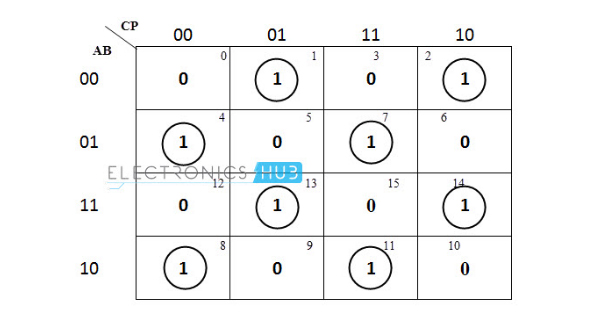 CP
AB
00 01 11 10
0 1 3 2
00 0 1 0 1
4 5 7 6
01 1 0 1 0
ELECTRONICS HUB
12 13 15 14
11 0 1 0 1
8 9 11 10
10 1 0 1 0